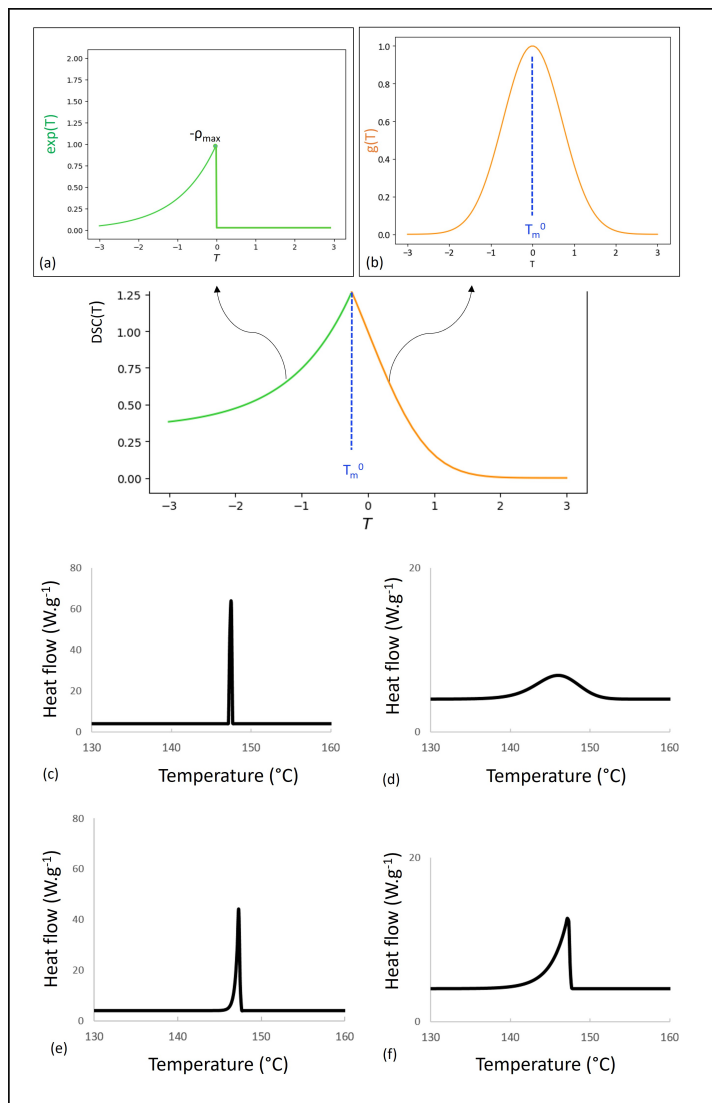 2.00
1.75
1.50
1.25
1.00
0.75
0.50
0.25
0.00
exp(T)
-ρmax
−3 −2 −1 0 1 2 3
T
(a)
1.0
0.8
0.6
0.4
0.2
0.0
g(T)
Tm0
−3 −2 −1 0 1 2 3
T
(b)
1.25
1.00
0.75
0.50
0.25
0.00
DSC(T)
Tm0
−3 −2 −1 0 1 2 3
T
80
60
40
20
0
Heat flow (W.g-1)
130 140 150 160
Temperature (°C)
(c)
20
10
0
Heat flow (W.g-1)
130 140 150 160
Temperature (°C)
(d)
80
60
40
20
0
Heat flow (W.g-1)
130 140 150 160
Temperature (°C)
(e)
20
10
0
Heat flow (W.g-1)
130 140 150 160
Temperature (°C)
(f)